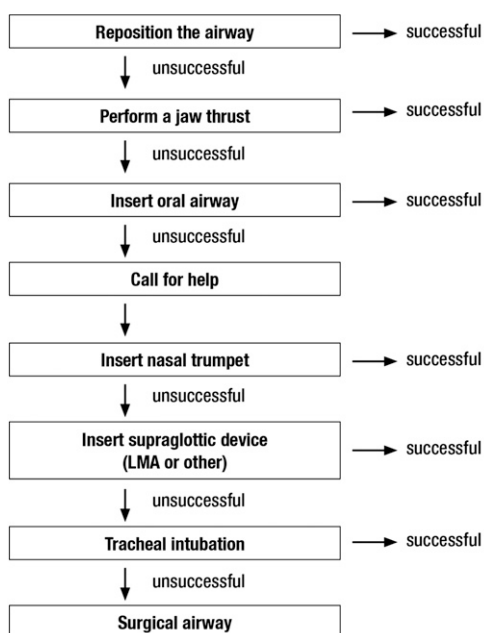 Reposition the airway
successful
unsuccessful
Perform a jaw thrust
successful
unsuccessful
Insert oral airway
successful
unsuccessful
Call for help
Insert nasal trumpet
successful
unsuccessful
Insert supraglottic device
(LMA or other)
successful
unsuccessful
Tracheal intubation
successful
unsuccessful
Surgical airway